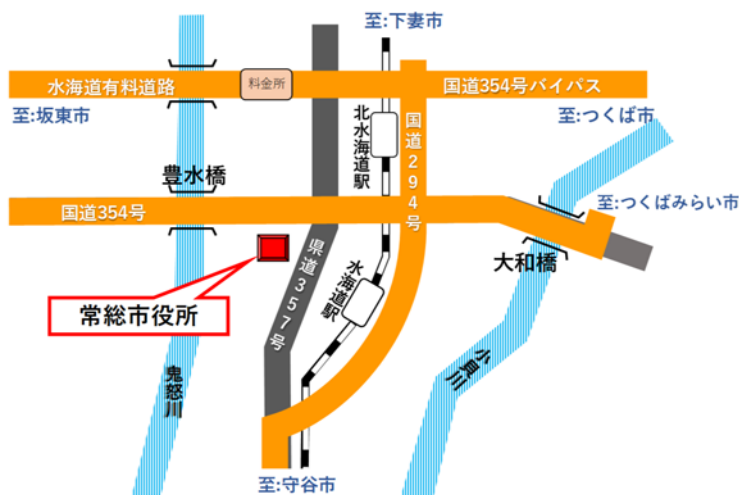 至:下妻市
水海道有料道路
料金所
国道354号バイパス
至:坂東市
至:つくば市
北水海道駅
国道294号
豊水橋
国道354号
至:つくばみらい市
大和橋
県道357号
水海道駅
常総市役所
鬼怒川
小貝川
至:守谷市